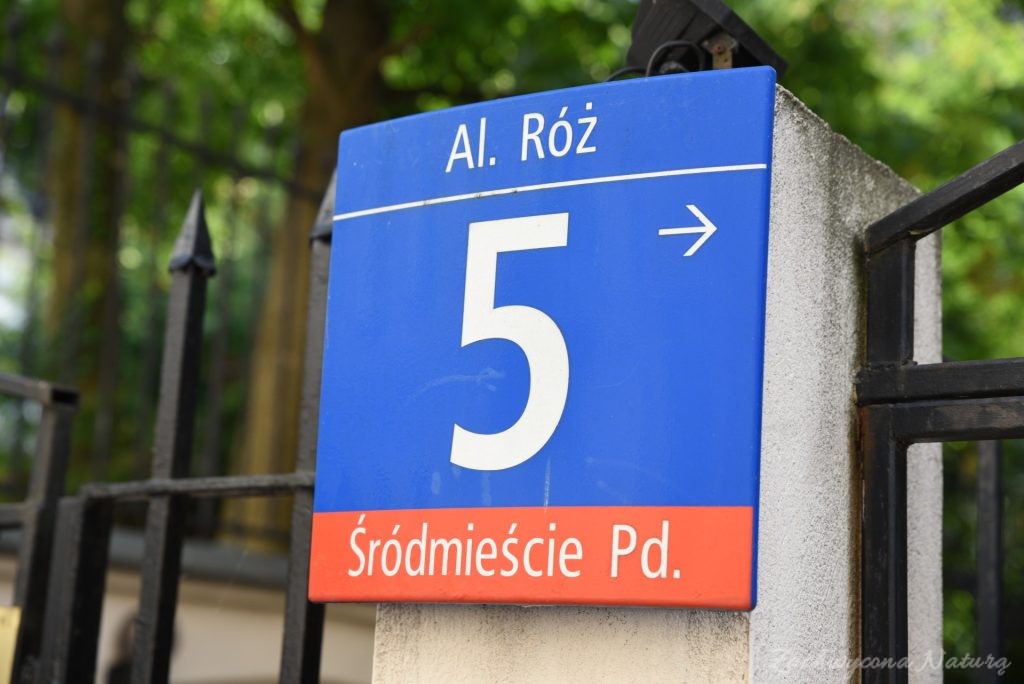 Al. Róż
5 →
Śródmieście Pd.
Zachwycona Naturą